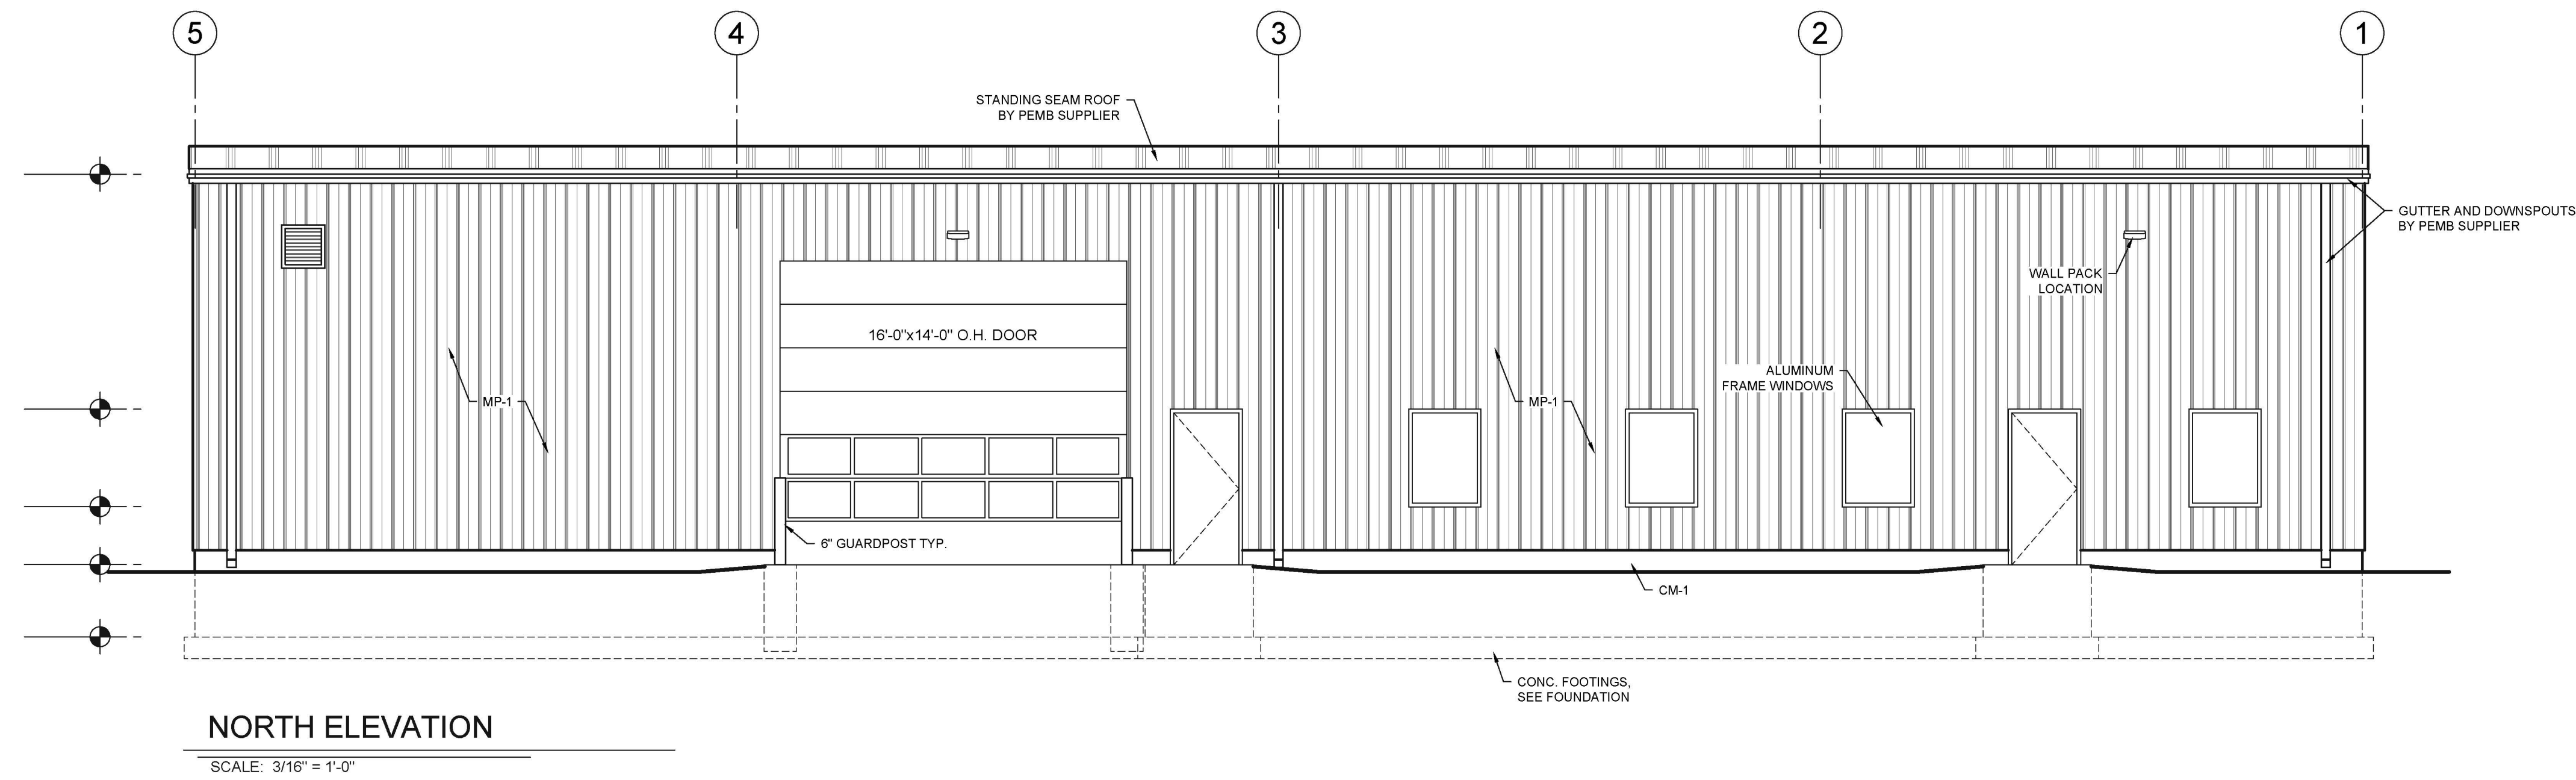 5
4
3
2
1
STANDING SEAM ROOF
BY PEMB SUPPLIER
GUTTER AND DOWNSPOUTS
BY PEMB SUPPLIER
WALL PACK
LOCATION
16'-0"x14'-0" O.H. DOOR
ALUMINUM
FRAME WINDOWS
MP-1
MP-1
6" GUARDPOST TYP.
CM-1
CONC. FOOTINGS,
SEE FOUNDATION
NORTH ELEVATION
SCALE: 3/16" = 1'-0"